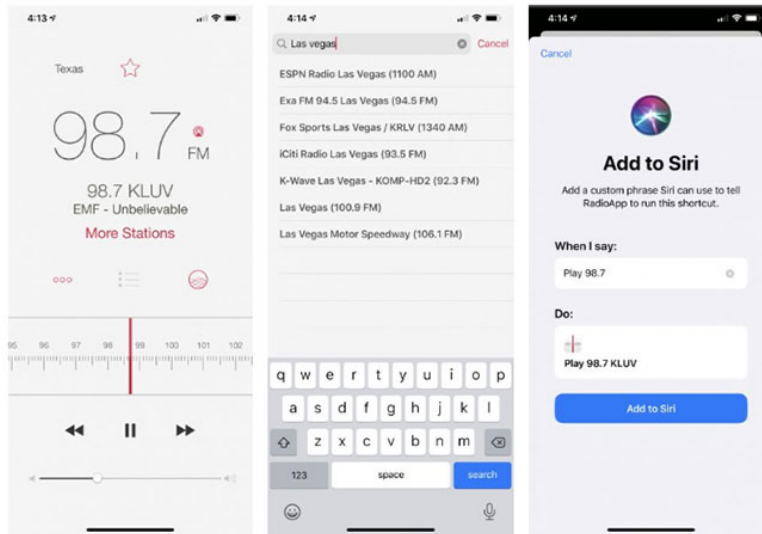 4:13
Texas
98.7 FM
98.7 KLUV
EMF - Unbelievable
More Stations
95 96 97 98 99 100 101 102
4:14
Las vegas
Cancel
ESPN Radio Las Vegas (1100 AM)
Exa FM 94.5 Las Vegas (94.5 FM)
Fox Sports Las Vegas / KRLV (1340 AM)
iCiti Radio Las Vegas (93.5 FM)
K-Wave Las Vegas - KOMP-HD2 (92.3 FM)
Las Vegas (100.9 FM)
Las Vegas Motor Speedway (106.1 FM)
q w e r t y u i o p
a s d f g h j k l
z x c v b n m
123 space search
4:14
Cancel
Add to Siri
Add a custom phrase Siri can use to tell
RadioApp to run this shortcut.
When I say:
Play 98.7
Do:
Play 98.7 KLUV
Add to Siri